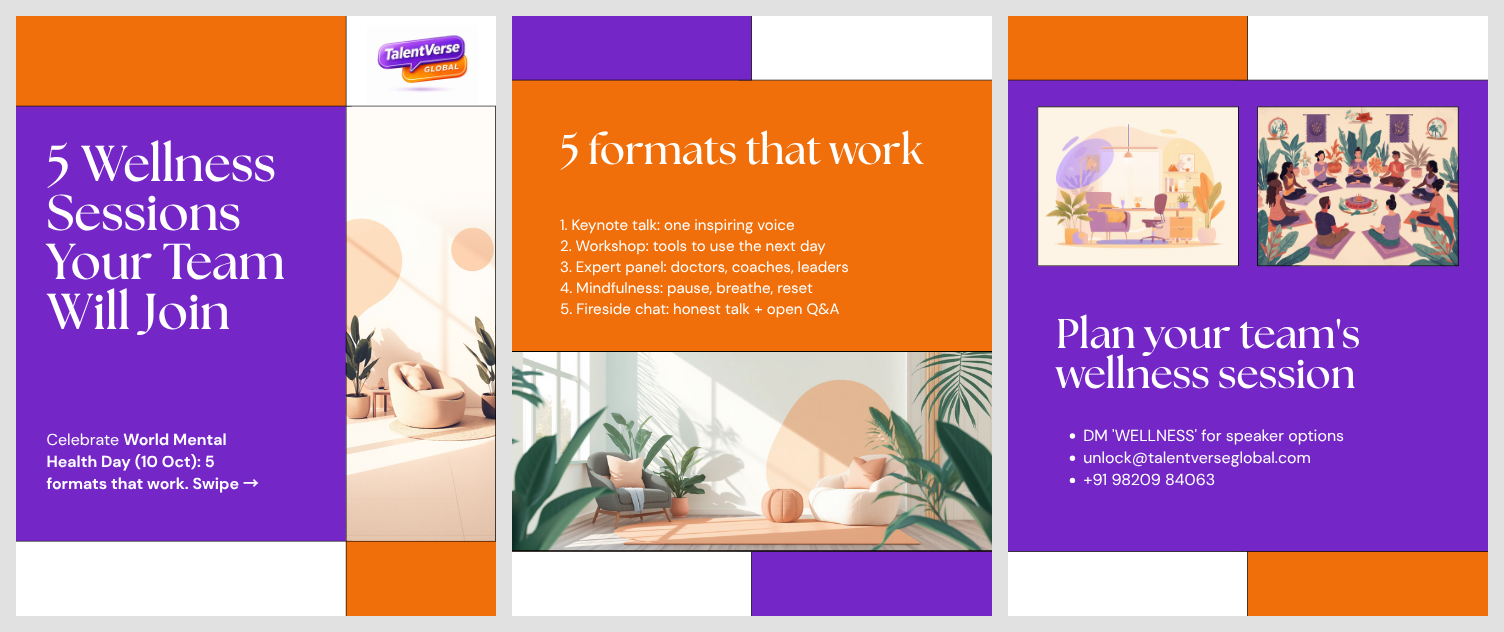 TalentVerse
GLOBAL
5 Wellness
Sessions
Your Team
Will Join
Celebrate World Mental
Health Day (10 Oct): 5
formats that work. Swipe →
5 formats that work
1. Keynote talk: one inspiring voice
2. Workshop: tools to use the next day
3. Expert panel: doctors, coaches, leaders
4. Mindfulness: pause, breathe, reset
5. Fireside chat: honest talk + open Q&A
Plan your team's
wellness session
• DM 'WELLNESS' for speaker options
• unlock@talentverseglobal.com
• +91 98209 84063